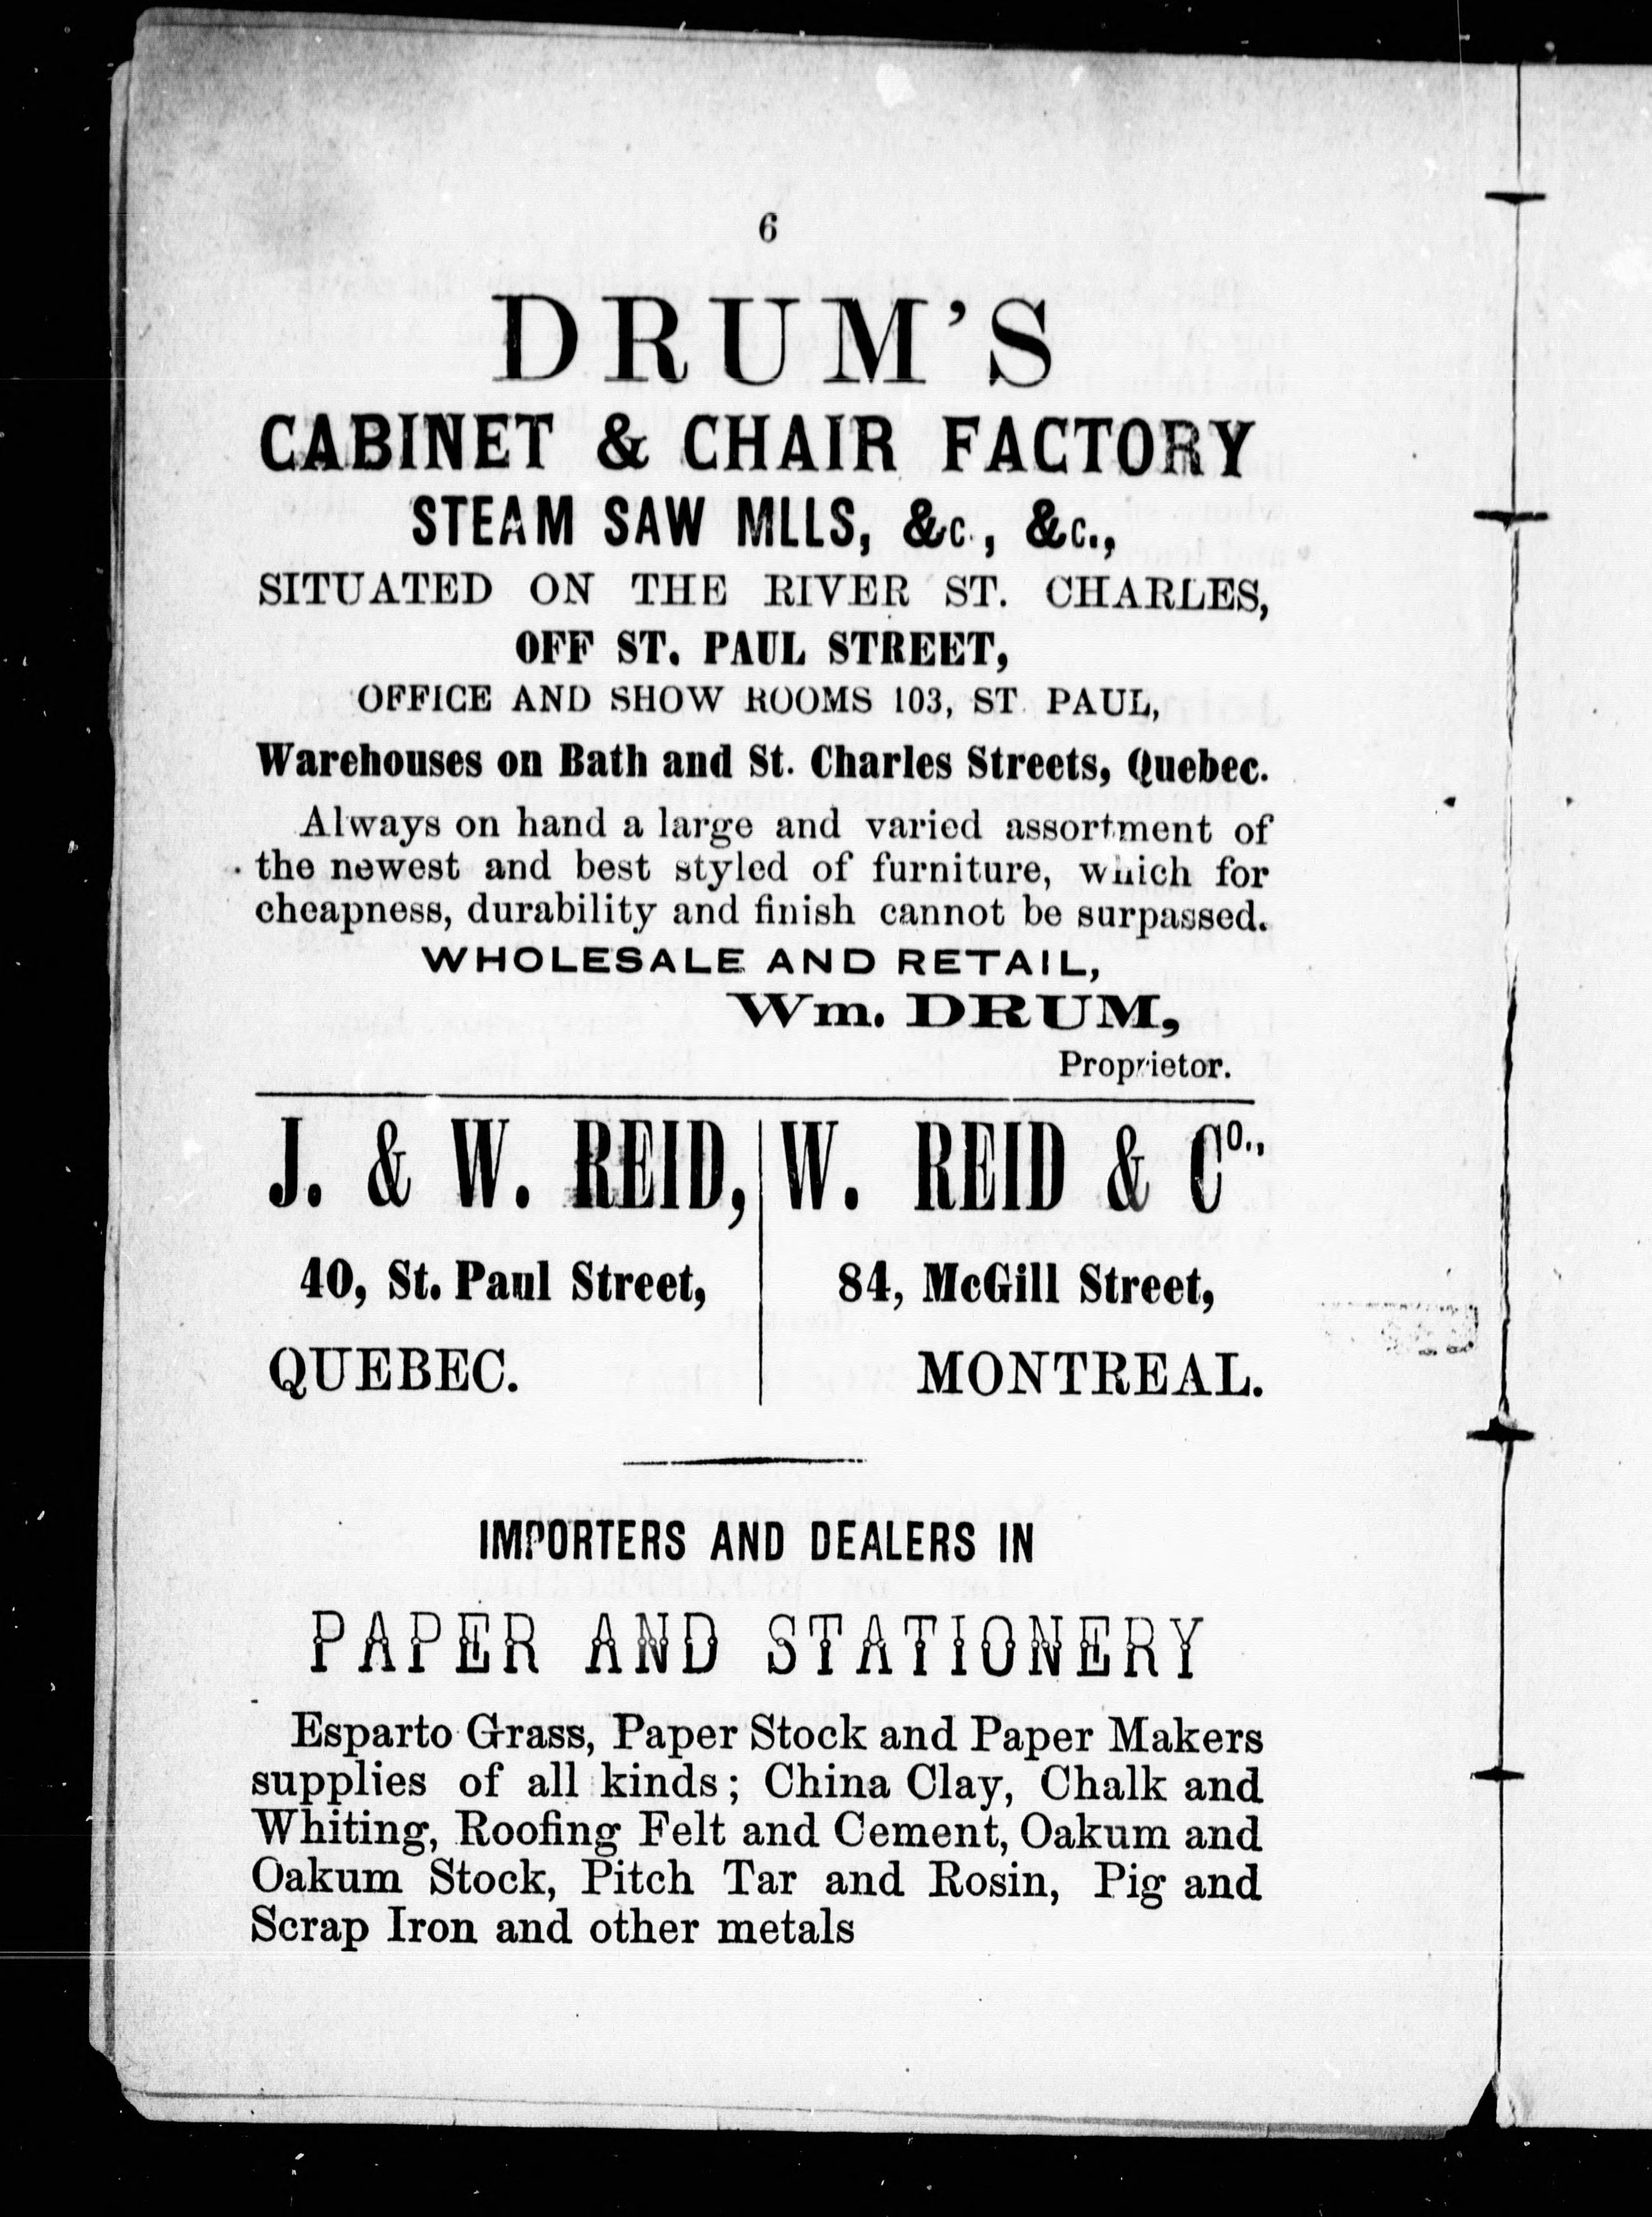 6
DRUM'S
CABINET & CHAIR FACTORY
STEAM SAW MLLS, &c., &c.,
SITUATED ON THE RIVER ST. CHARLES,
OFF ST. PAUL STREET,
OFFICE AND SHOW ROOMS 103, ST PAUL,
Warehouses on Bath and St. Charles Streets, Quebec.
Always on hand a large and varied assortment of
the newest and best styled of furniture, which for
cheapness, durability and finish cannot be surpassed.
WHOLESALE AND RETAIL,
Wm. DRUM,
Proprietor.
J. & W. REID,
40, St. Paul Street,
QUEBEC.
W. REID & Co.,
84, McGill Street,
MONTREAL.
IMPORTERS AND DEALERS IN
PAPER AND STATIONERY
Esparto Grass, Paper Stock and Paper Makers
supplies of all kinds; China Clay, Chalk and
Whiting, Roofing Felt and Cement, Oakum and
Oakum Stock, Pitch Tar and Rosin, Pig and
Scrap Iron and other metals